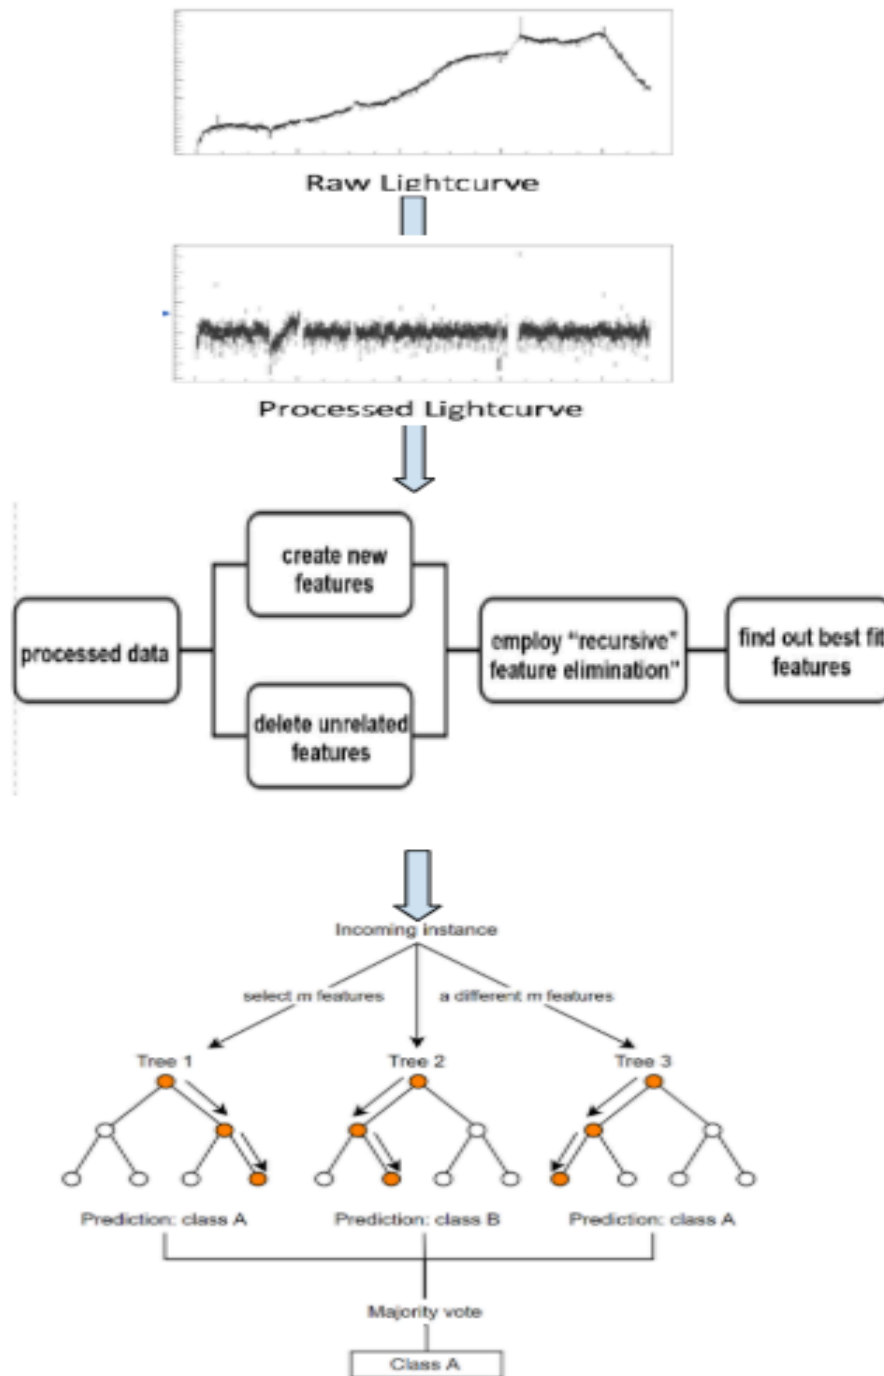 Raw Lightcurve
Processed Lightcurve
create new
features
processed data
employ “recursive”
feature elimination”
find out best fit
features
delete unrelated
features
Incoming instance
select m features
a different m features
Tree 1
Tree 2
Tree 3
Prediction: class A
Prediction: class B
Prediction: class A
Majority vote
Class A